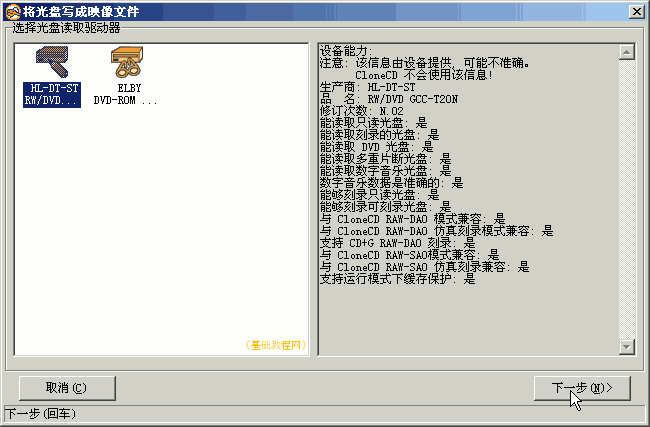 将光盘写成映像文件
选择光盘读取驱动器
HL-DT-ST
RW/DVD...
ELBY
DVD-ROM ...
(基础教程网)
设备能力:
注意: 该信息由设备提供, 可能不准确。
CloneCD 不会使用该信息!
生产商: HL-DT-ST
品 名: RW/DVD GCC-T20N
修订次数: N.02
能读取只读光盘: 是
能读取刻录的光盘: 是
能读取 DVD 光盘: 是
能读取多重片断光盘: 是
能读取数字音乐光盘: 是
数字音乐数据是准确的: 是
能够刻录只读光盘: 是
能够刻录可刻录光盘: 是
与 CloneCD RAW-DAO 模式兼容: 是
与 CloneCD RAW-DAO 仿真刻录模式兼容: 是
支持 CD+G RAW-DAO 刻录: 是
与 CloneCD RAW-SAO模式兼容: 是
与 CloneCD RAW-SAO 仿真刻录兼容: 是
支持运行模式下缓存保护: 是
取消(C)
下一步(N)>
下一步(回车)